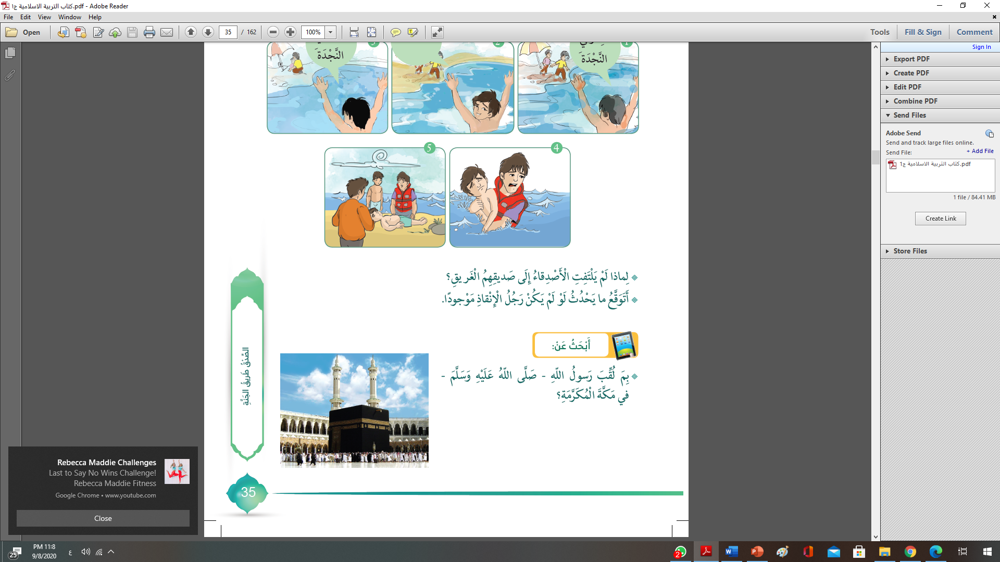 كتاب التربية الاسلامية ج1.pdf - Adobe Reader
File Edit View Window Help
Open
35 / 162
100%
Tools
Fill & Sign
Comment
Sign In
Export PDF
Create PDF
Edit PDF
Combine PDF
Send Files
Adobe Send
Send and track large files online.
Send File:
+ Add File
كتاب التربية الاسلامية ج1.pdf
1 file / 84.41 MB
Create Link
Store Files
1
النَّجْدَةَ
2
3
النَّجْدَةَ
4
5
لِماذا لَمْ يَلْتَفِتِ الْأَصْدِقاءُ إِلَى صَديقِهِمُ الْغَريقِ؟
أَتَوَقَّعُ ما يَحْدُثُ لَوْ لَمْ يَكُنْ رَجُلُ الْإِنْقاذِ مَوْجودًا.
أَبْحَثُ عَنْ:
بِمَ لُقِّبَ رَسولُ اللّهِ - صَلَّى اللّهُ عَلَيْهِ وَسَلَّمَ -
في مَكَّةَ الْمُكَرَّمَةِ؟
الصِّدْقُ طَريقُ الجَنَّةِ
35
Rebecca Maddie Challenges
Last to Say No Wins Challenge!
Rebecca Maddie Fitness
Google Chrome • www.youtube.com
Close
25
PM 11:8
9/8/2020
ع
2